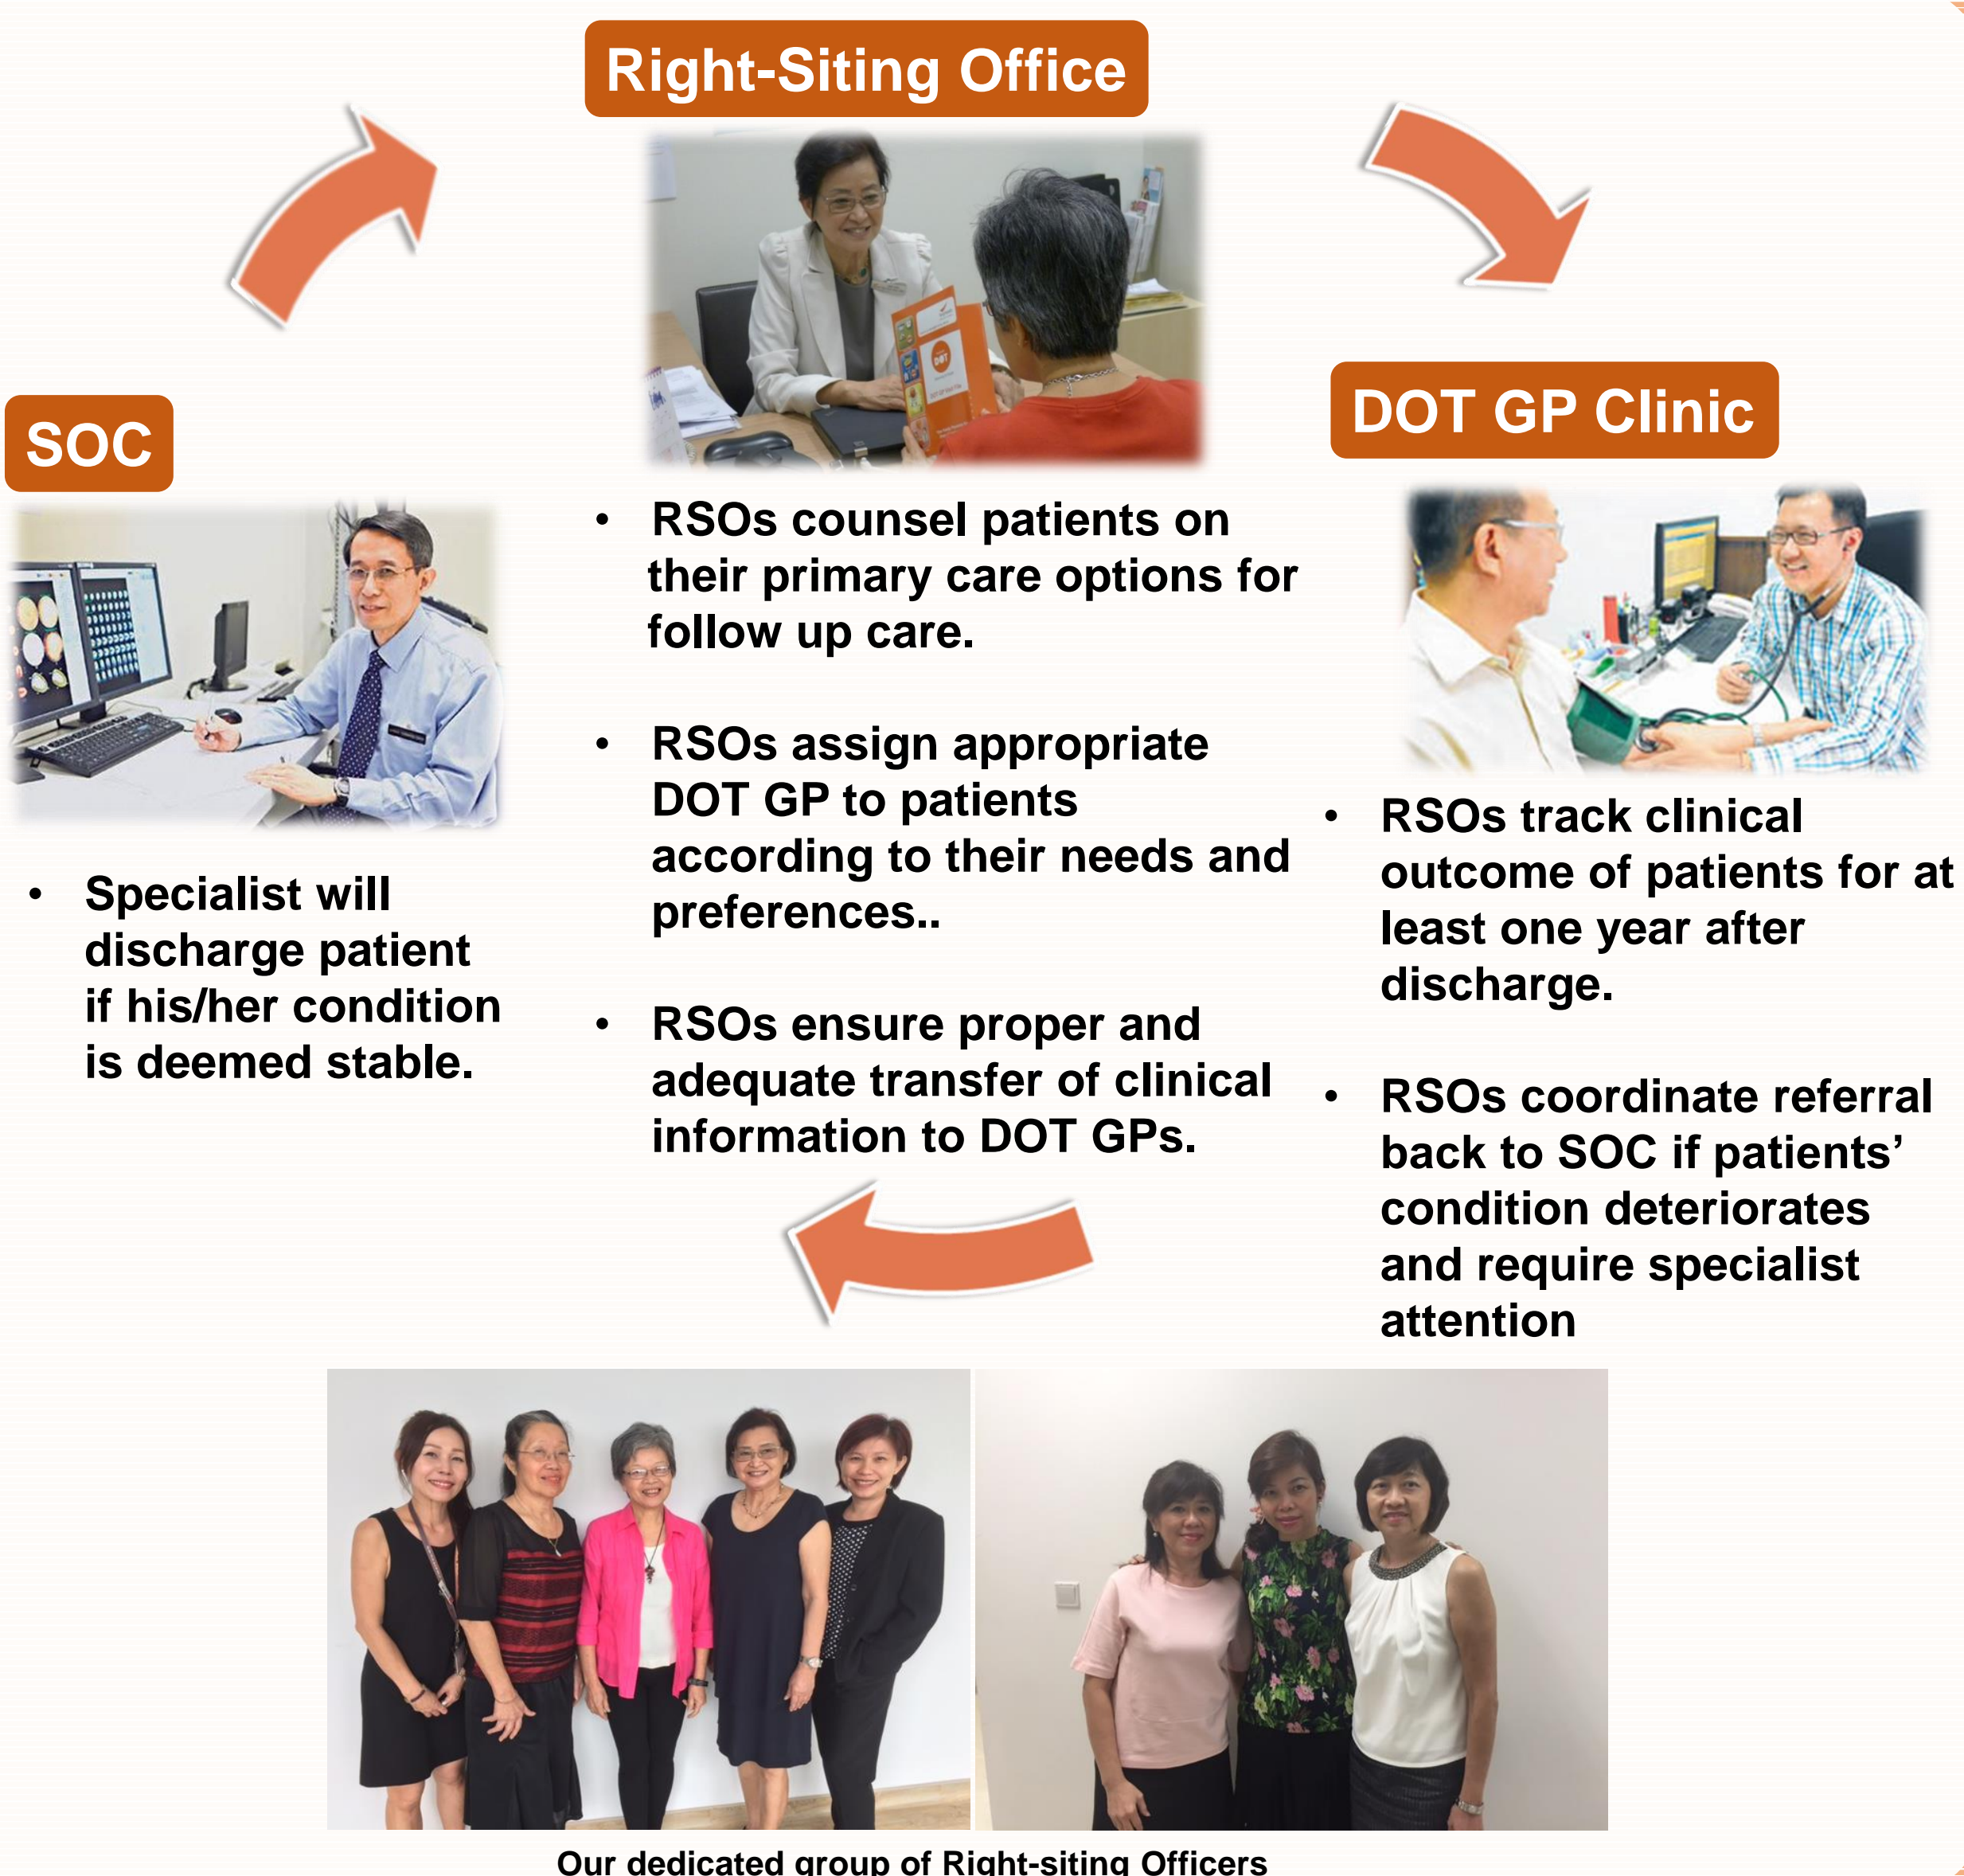 Right-Siting Office
SOC
DOT GP Clinic
• Specialist will
discharge patient
if his/her condition
is deemed stable.
• RSOs counsel patients on
their primary care options for
follow up care.
• RSOs assign appropriate
DOT GP to patients
according to their needs and
preferences..
• RSOs ensure proper and
adequate transfer of clinical
information to DOT GPs.
• RSOs track clinical
outcome of patients for at
least one year after
discharge.
• RSOs coordinate referral
back to SOC if patients’
condition deteriorates
and require specialist
attention
DOT
Our dedicated group of Right-siting Officers